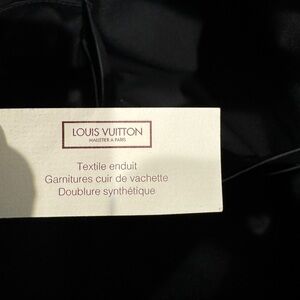 LOUIS VUITTON
MALLETIER A PARIS
Textile enduit
Garnitures cuir de vachette
Doublure synthétique